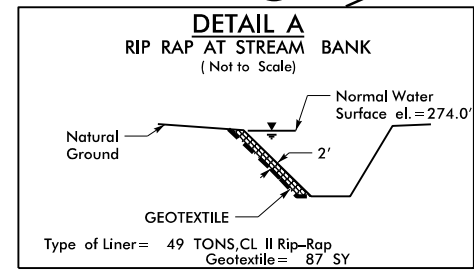 DETAIL A
RIP RAP AT STREAM BANK
( Not to Scale)
Normal Water
Surface el.=274.0'
Natural
Ground
2'
GEOTEXTILE
Type of Liner= 49 TONS,CL II Rip-Rap
Geotextile= 87 SY